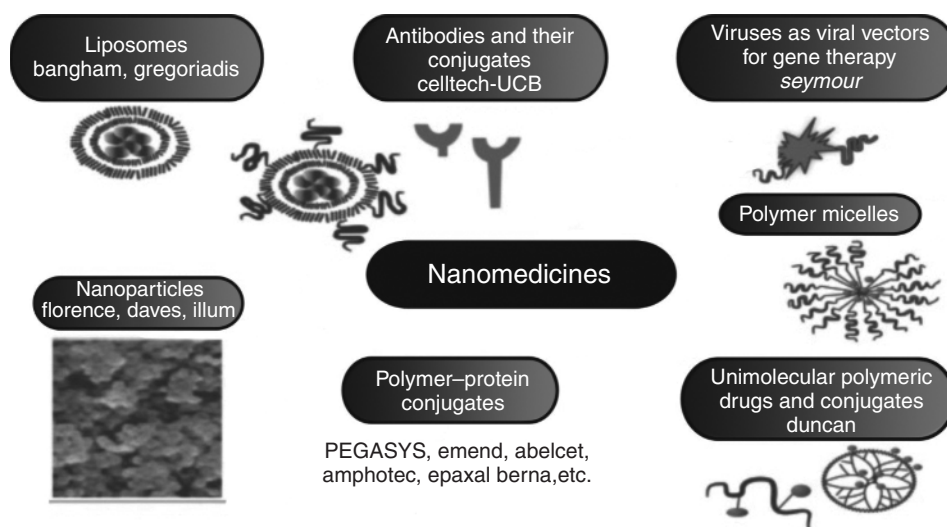 Liposomes
bangham, gregoriadis
Antibodies and their
conjugates
celltech-UCB
Viruses as viral vectors
for gene therapy
seymour
Polymer micelles
Nanomedicines
Nanoparticles
florence, daves, illum
Polymer–protein
conjugates
PEGASYS, emend, abelcet,
amphotec, epaxal berna,etc.
Unimolecular polymeric
drugs and conjugates
duncan